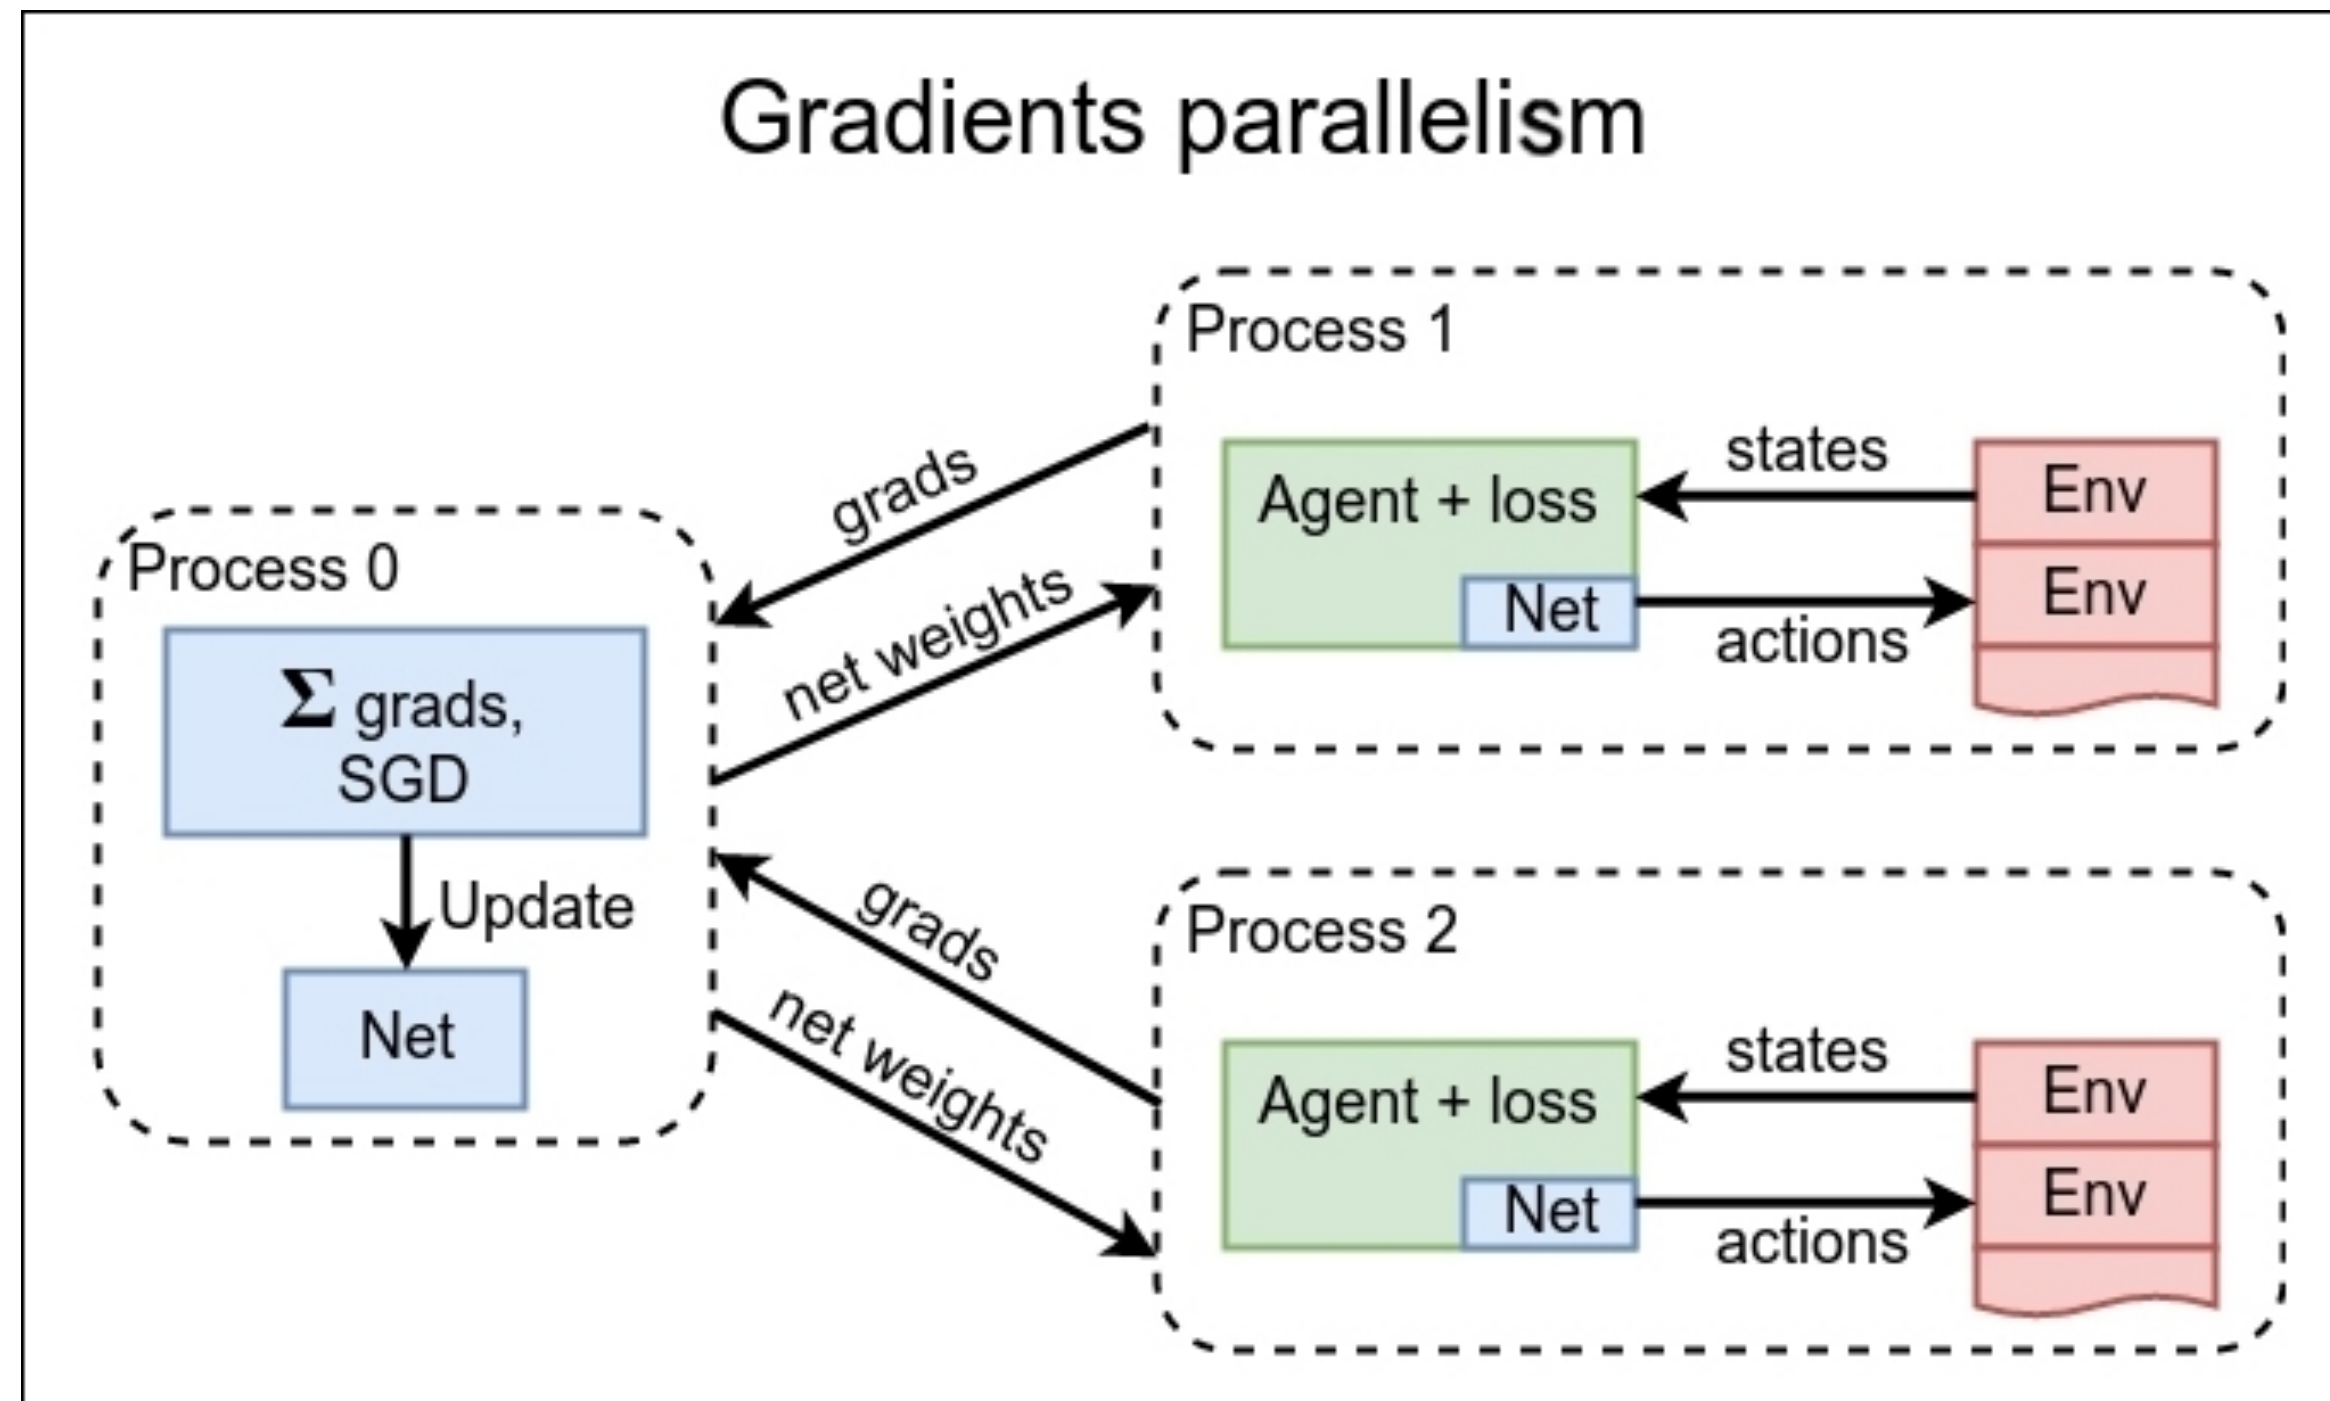 Gradients parallelism
Process 0
Σ grads,
SGD
Update
Net
grads
net weights
grads
net weights
Process 1
Agent + loss
Net
states
actions
Env
Env
Process 2
Agent + loss
Net
states
actions
Env
Env